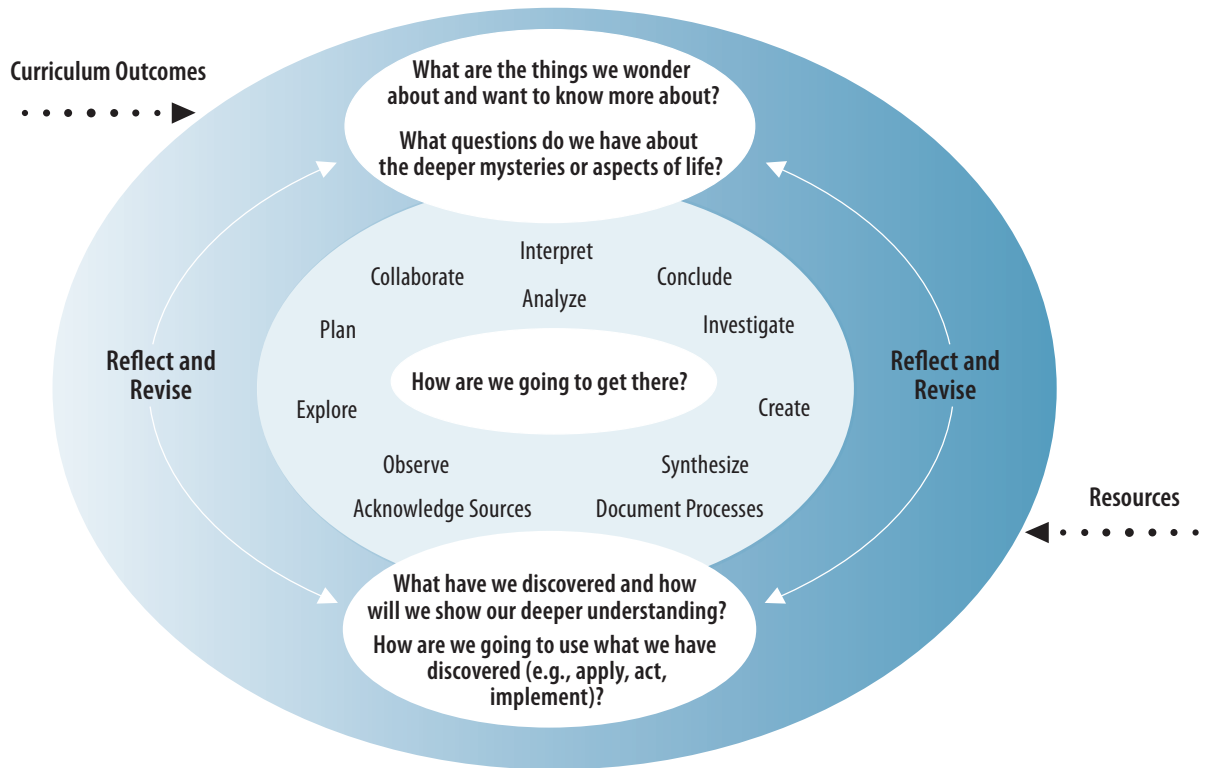 Curriculum Outcomes
What are the things we wonder
about and want to know more about?
What questions do we have about
the deeper mysteries or aspects of life?
Interpret
Collaborate
Conclude
Analyze
Plan
Investigate
Reflect and
Revise
How are we going to get there?
Reflect and
Revise
Explore
Create
Observe
Synthesize
Acknowledge Sources
Document Processes
Resources
What have we discovered and how
will we show our deeper understanding?
How are we going to use what we have
discovered (e.g., apply, act,
implement)?